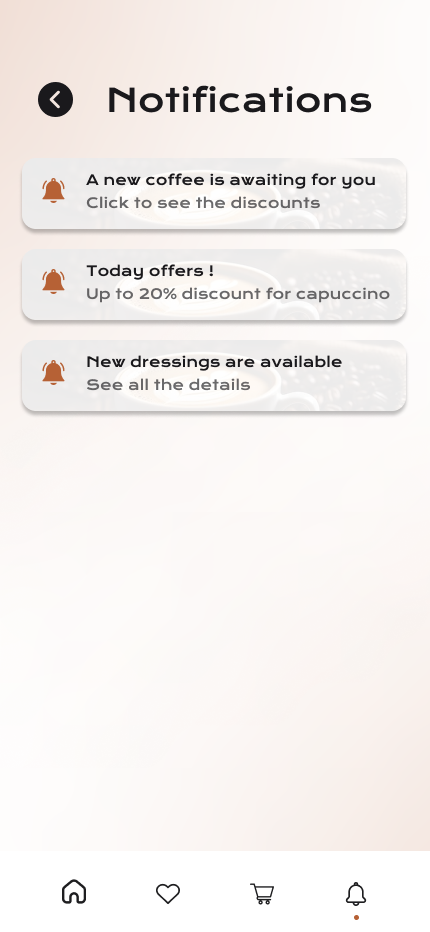 Notifications
A new coffee is awaiting for you
Click to see the discounts
Today offers !
Up to 20% discount for capuccino
New dressings are available
See all the details